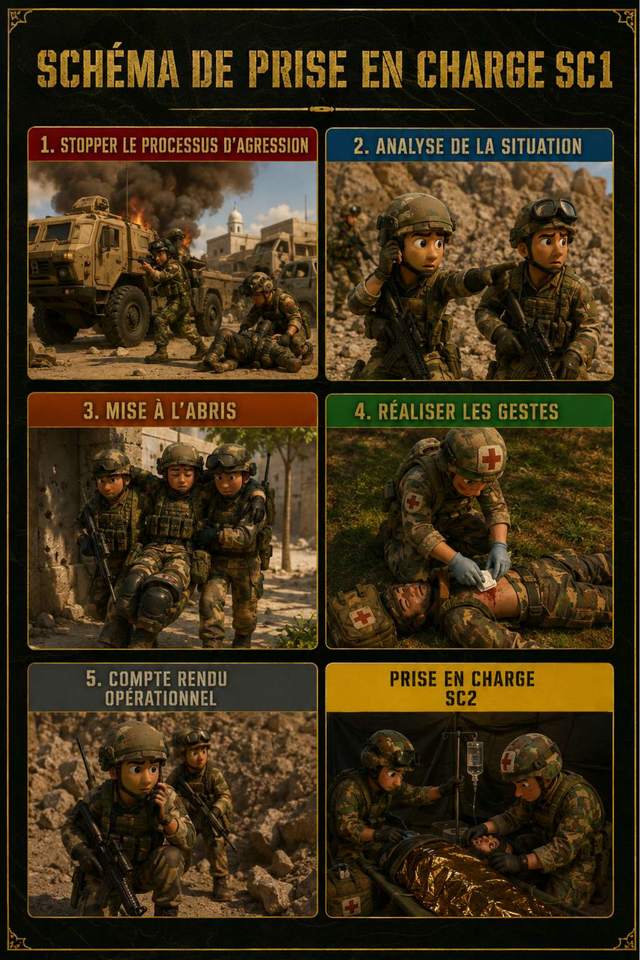 SCHÉMA DE PRISE EN CHARGE SC1
1. STOPPER LE PROCESSUS D'AGRESSION
2. ANALYSE DE LA SITUATION
3. MISE À L'ABRIS
4. RÉALISER LES GESTES
5. COMPTE RENDU
OPÉRATIONNEL
PRISE EN CHARGE
SC2